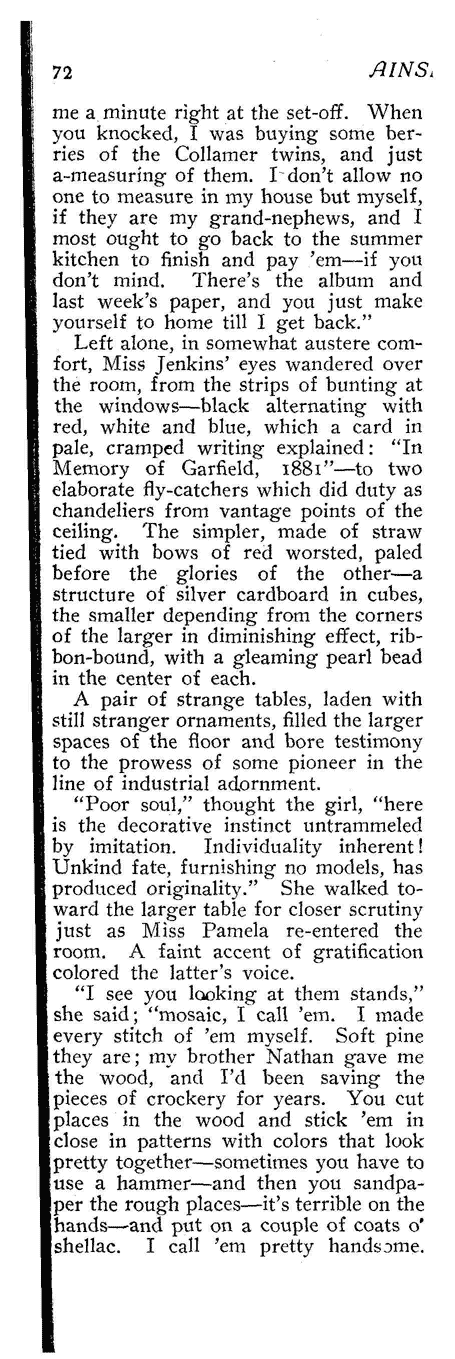 72 AINS
me a minute right at the set-off. When
you knocked, I was buying some ber-
ries of the Collamer twins, and just
a-measuring of them. I don't allow no
one to measure in my house but myself,
if they are my grand-nephews, and I
most ought to go back to the summer
kitchen to finish and pay 'em—if you
don't mind. There's the album and
last week's paper, and you just make
yourself to home till I get back."
Left alone, in somewhat austere com-
fort, Miss Jenkins' eyes wandered over
the room, from the strips of bunting at
the windows—black alternating with
red, white and blue, which a card in
pale, cramped writing explained: "In
Memory of Garfield, 1881"—to two
elaborate fly-catchers which did duty as
chandeliers from vantage points of the
ceiling. The simpler, made of straw
tied with bows of red worsted, paled
before the glories of the other—a
structure of silver cardboard in cubes,
the smaller depending from the corners
of the larger in diminishing effect, rib-
bon-bound, with a gleaming pearl bead
in the center of each.
A pair of strange tables, laden with
still stranger ornaments, filled the larger
spaces of the floor and bore testimony
to the prowess of some pioneer in the
line of industrial adornment.
"Poor soul," thought the girl, "here
is the decorative instinct untrammeled
by imitation. Individuality inherent!
Unkind fate, furnishing no models, has
produced originality." She walked to-
ward the larger table for closer scrutiny
just as Miss Pamela re-entered the
room. A faint accent of gratification
colored the latter's voice.
"I see you looking at them stands,"
she said; "mosaic, I call 'em. I made
every stitch of 'em myself. Soft pine
they are; my brother Nathan gave me
the wood, and I'd been saving the
pieces of crockery for years. You cut
places in the wood and stick 'em in
close in patterns with colors that look
pretty together—sometimes you have to
use a hammer—and then you sandpa-
per the rough places—it's terrible on the
hands—and put on a couple of coats o'
shellac. I call 'em pretty handsome.